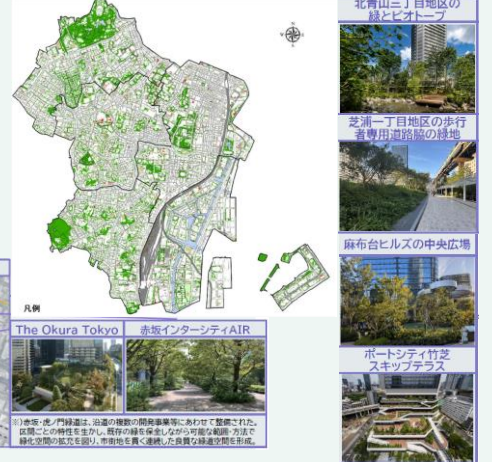 北青山三丁目地区の
緑とビオトープ
芝浦一丁目地区の歩行
者専用道路脇の緑地
麻布台ヒルズの中央広場
ポートシティ竹芝
スキップテラス
凡例
The Okura Tokyo
赤坂インターシティAIR
※)赤坂・虎ノ門緑道は、沿道の複数の開発事業等にあわせて整備された。
区間ごとの特性を生かし、既存の緑を保全しながら可能な範囲・方法で
緑化空間の拡充を図り、市街地を貫く連続した良質な緑道空間を形成。